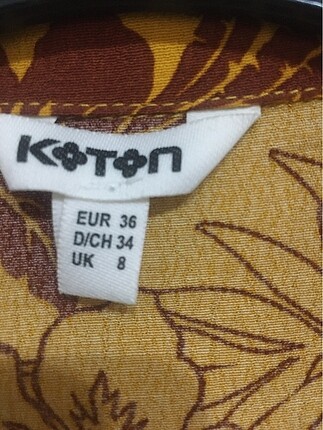 KOTON
EUR 36
D/CH 34
UK 8